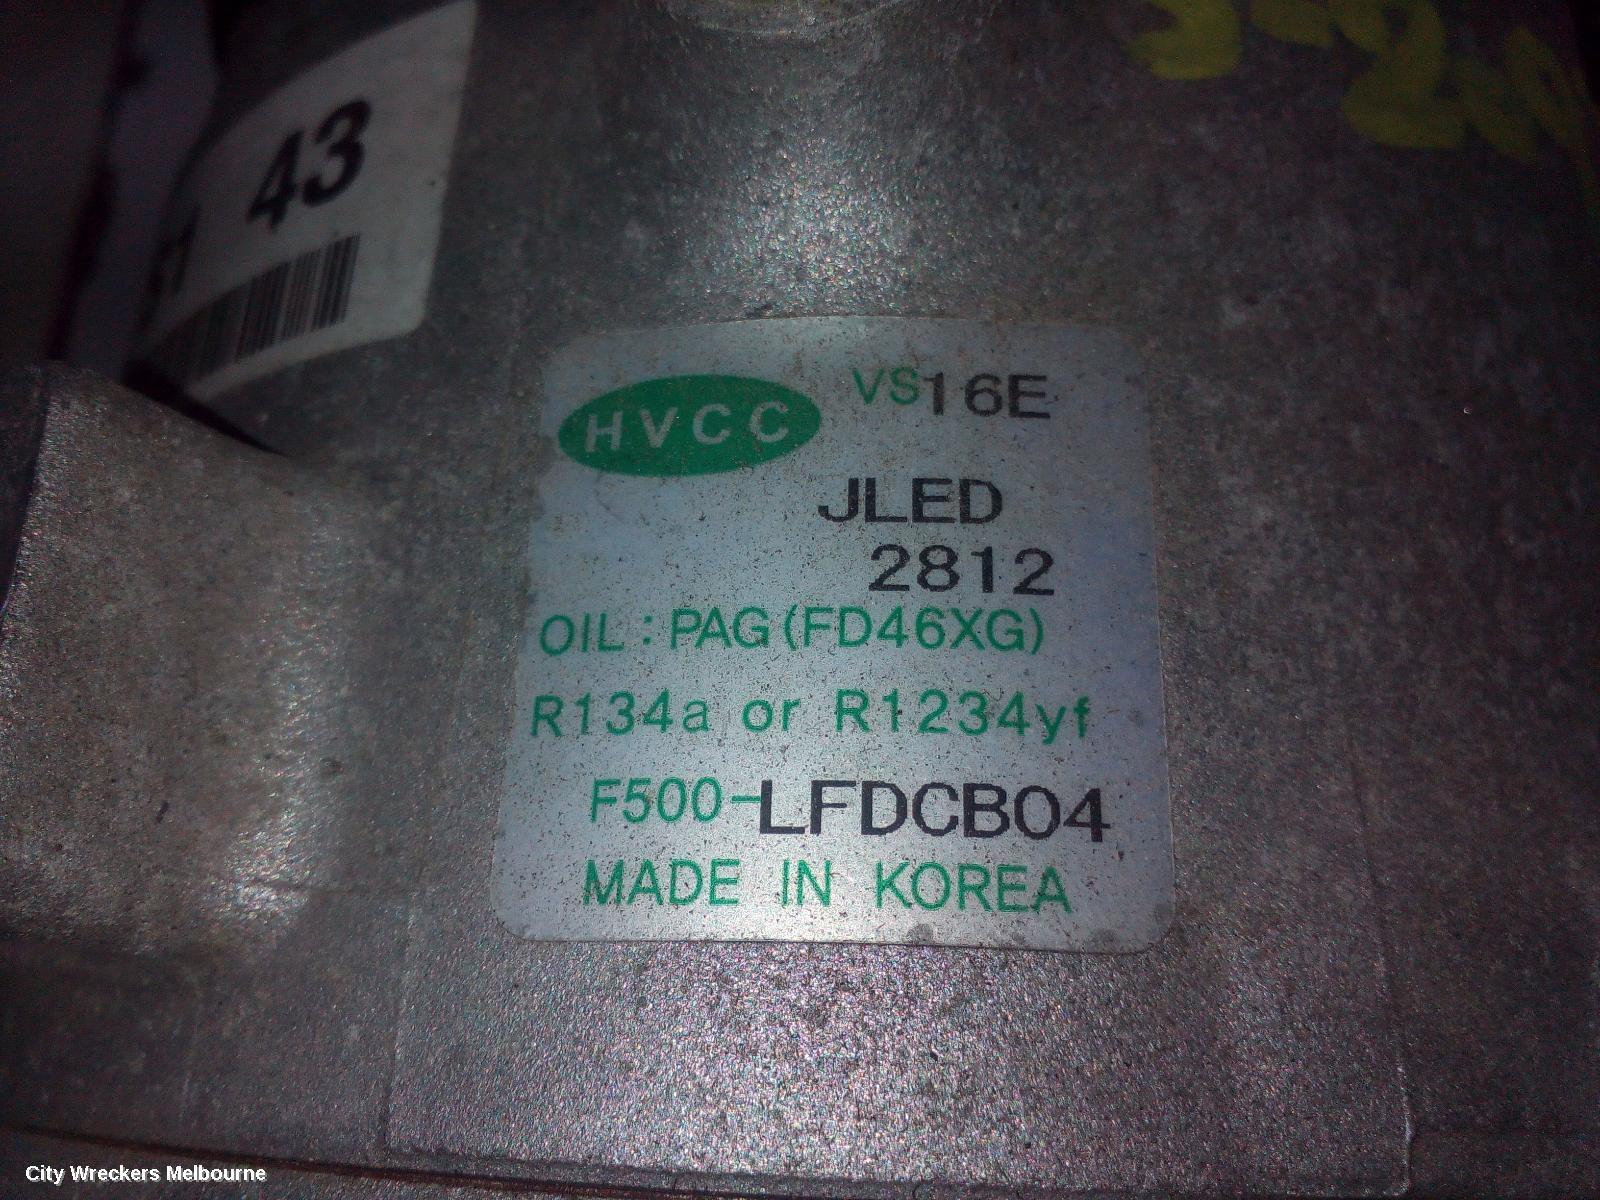 43
HVCC VS16E
JLED
2812
OIL : PAG (FD46XG)
R134a or R1234yf
F500-LFDCB04
MADE IN KOREA
City Wreckers Melbourne